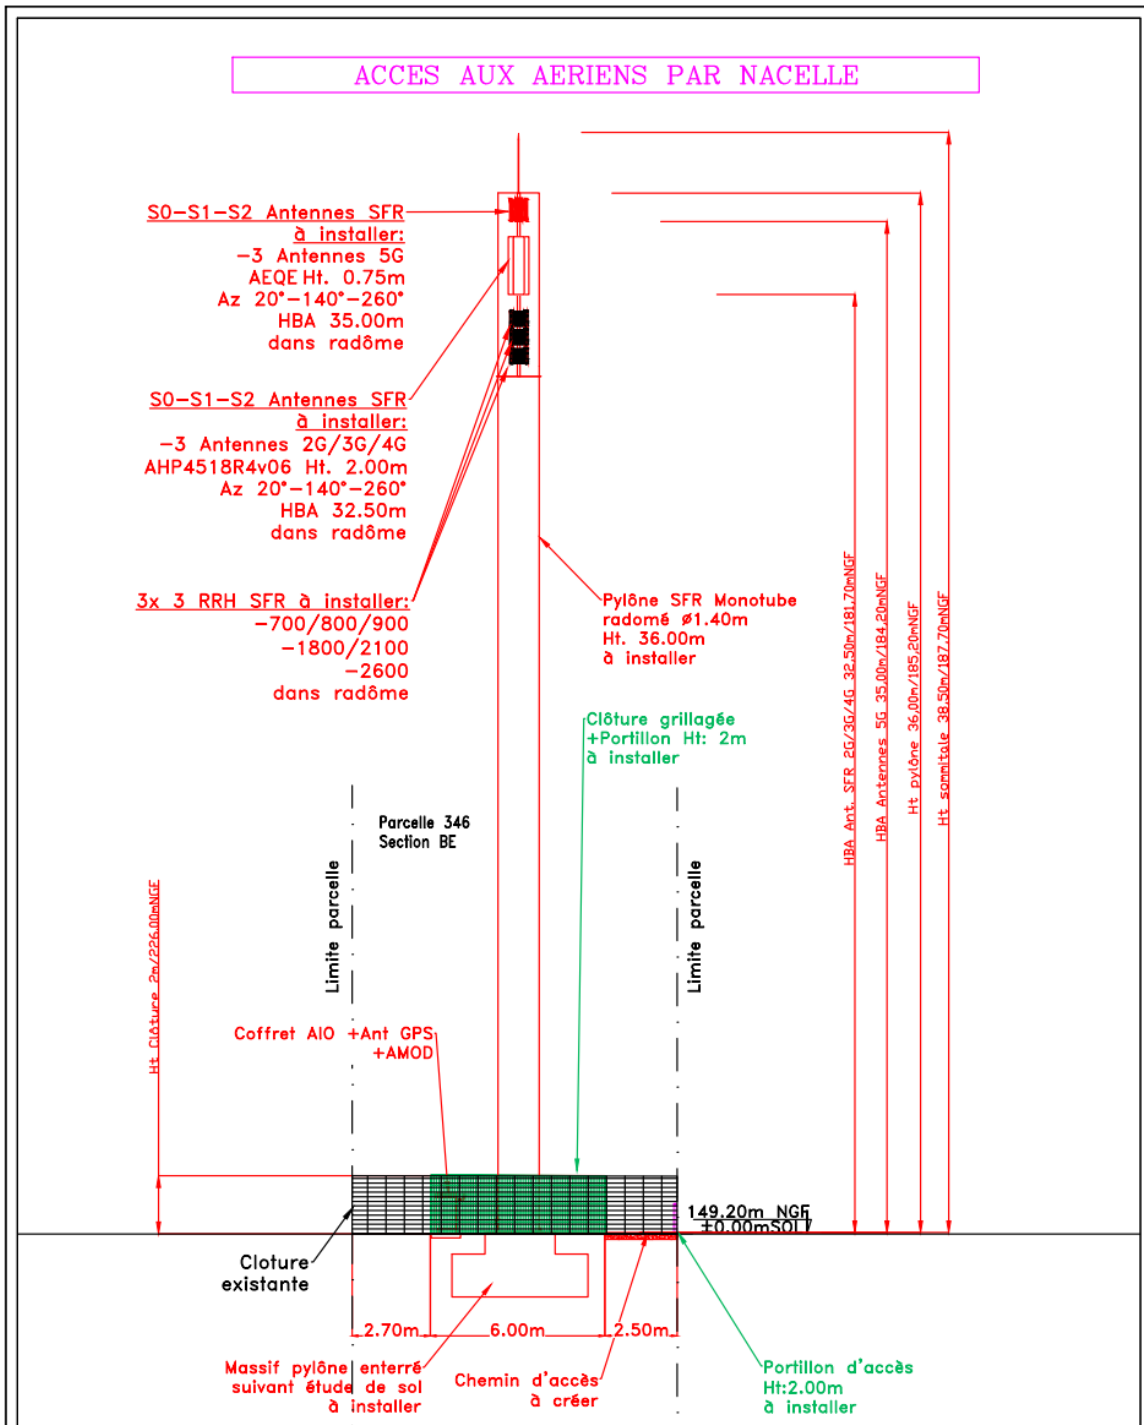 ACCES AUX AERIENS PAR NACELLE
S0-S1-S2 Antennes SFR
à installer:
-3 Antennes 5G
AEQE Ht. 0.75m
Az 20°-140°-260°
HBA 35.00m
dans radôme
S0-S1-S2 Antennes SFR
à installer:
-3 Antennes 2G/3G/4G
AHP4518R4v06 Ht. 2.00m
Az 20°-140°-260°
HBA 32.50m
dans radôme
3x 3 RRH SFR à installer:
-700/800/900
-1800/2100
-2600
dans radôme
Pylône SFR Monotube
radomé ø1.40m
Ht. 36.00m
à installer
HBA Ant. SFR 2G/3G/4G 32,50m/181,70mNGF
HBA Antennes 5G 35,00m/184,20mNGF
Ht pylône 36,00m/185,20mNGF
Ht sommitale 38,50m/187,70mNGF
Clôture grillagée
+Portillon Ht: 2m
à installer
Parcelle 346
Section BE
Limite parcelle
Limite parcelle
Ht Clôture 2m/226,00mNGF
Coffret AIO +Ant GPS
+AMOD
149.20m NGF
±0.00mSOL
Cloture
existante
2.70m
6.00m
2.50m
Massif pylône enterré
suivant étude de sol
à installer
Chemin d'accès
à créer
Portillon d'accès
Ht:2.00m
à installer